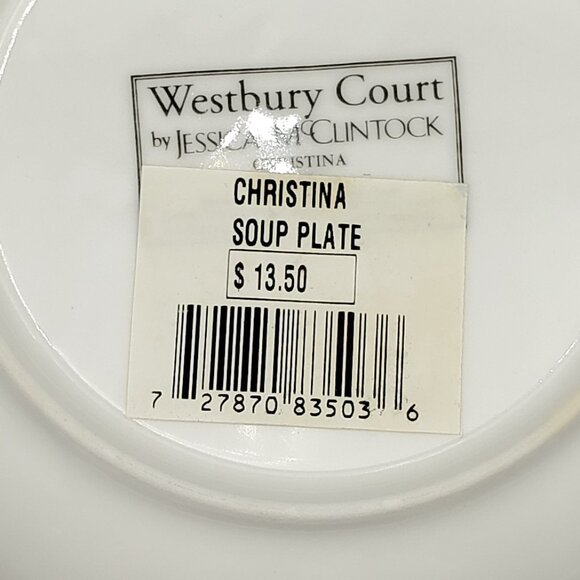 Westbury Court
by JESSICA McCLINTOCK
CHRISTINA
CHRISTINA
SOUP PLATE
$ 13.50
7 27870 83503 6